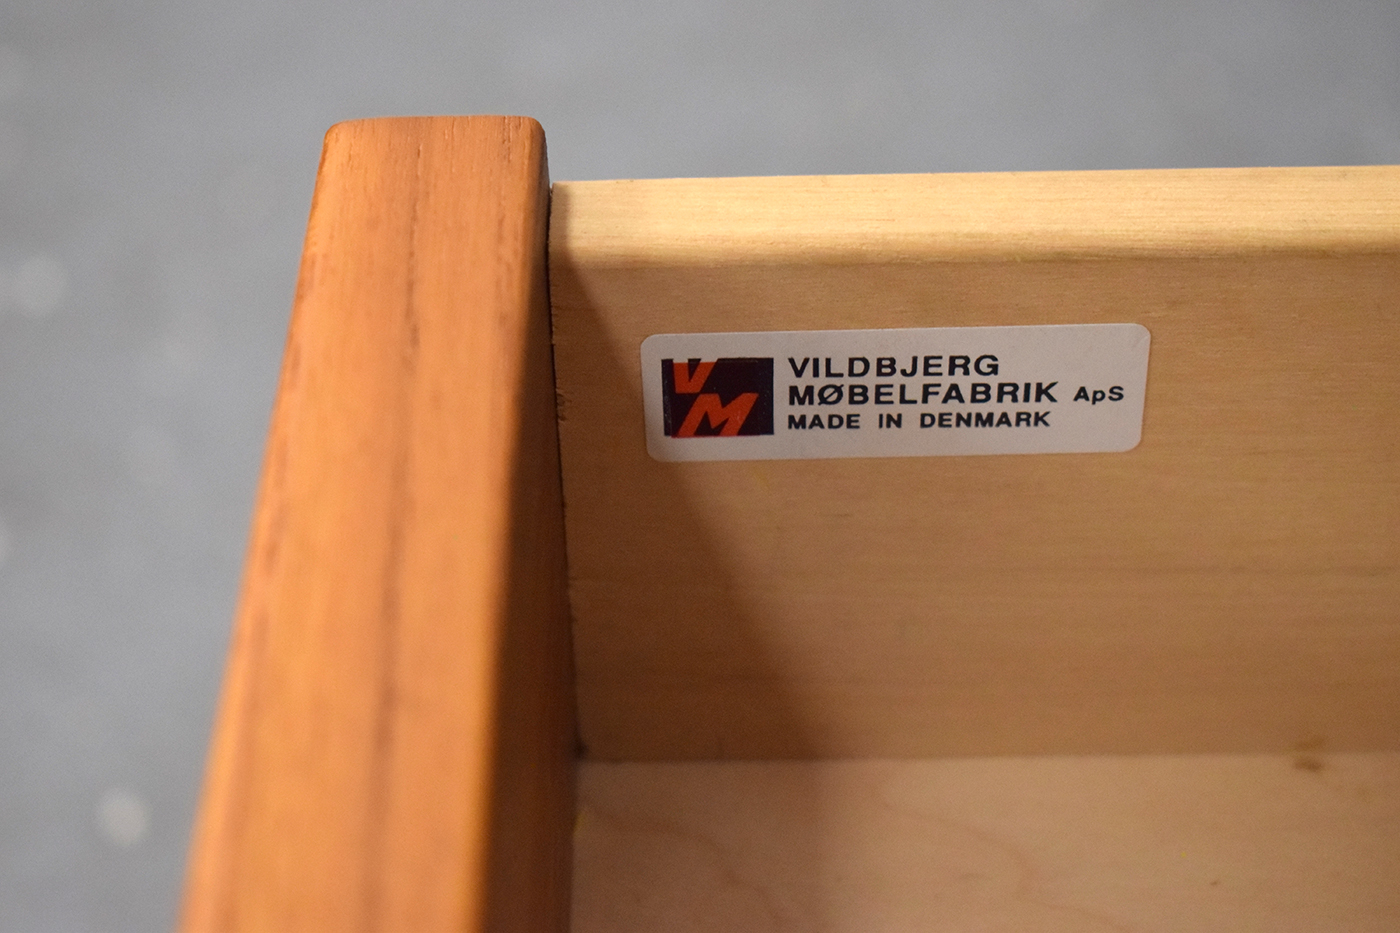 VM
VILDBJERG
MØBELFABRIK ApS
MADE IN DENMARK